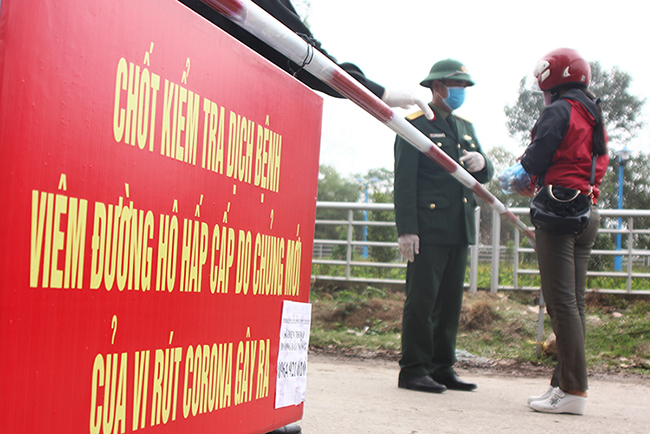 CHỐT KIỂM TRA DỊCH BỆNH
VIÊM ĐƯỜNG HÔ HẤP CẤP DO CHỦNG MỚI
CỦA VI RÚT CORONA GÂY RA